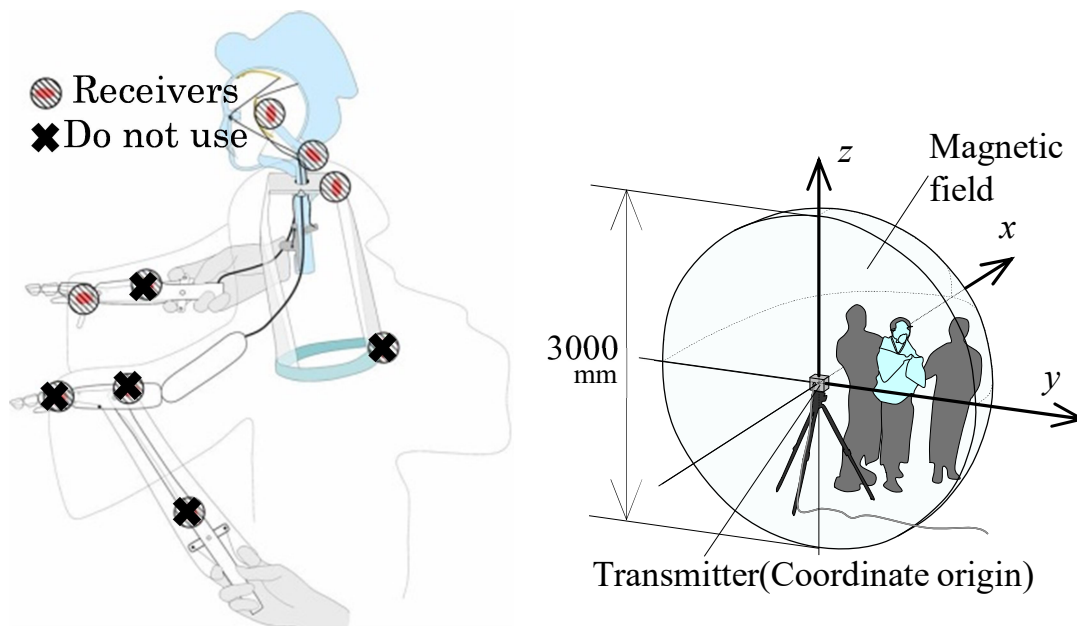 Receivers
Do not use
z
Magnetic
field
x
3000
mm
y
Transmitter(Coordinate origin)